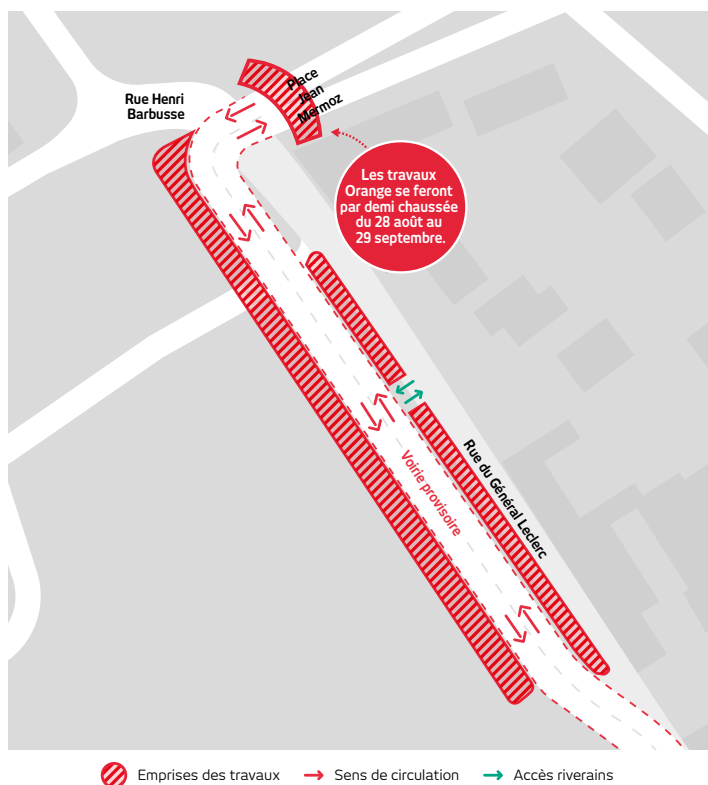 Place
Jean
Mermoz
Rue Henri
Barbusse
Les travaux
Orange se feront
par demi chaussée
du 28 août au
29 septembre.
Voirie provisoire
Rue du Général Leclerc
Emprises des travaux
Sens de circulation
Accès riverains